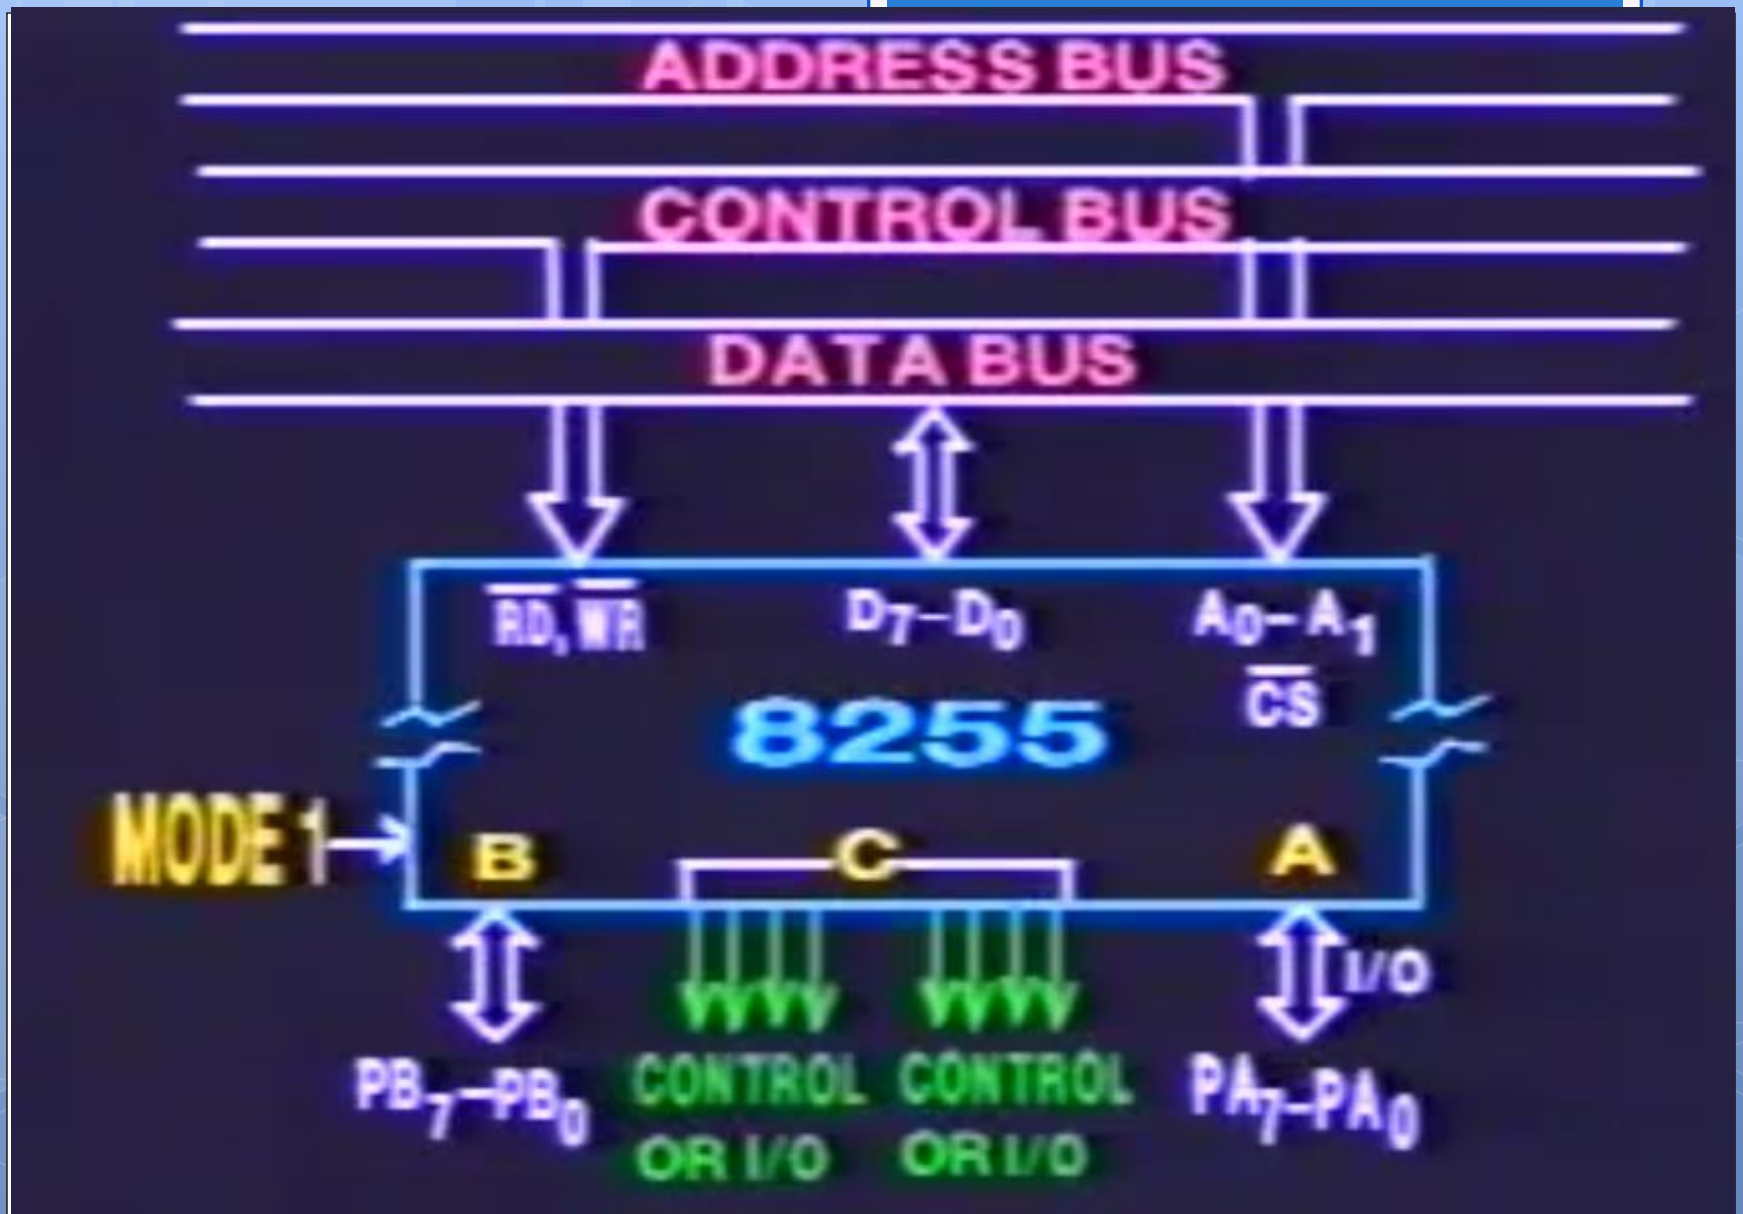 ADDRESS BUS
CONTROL BUS
DATA BUS
RD, WR D7-D0 A0-A1
CS
8255
MODE 1 B C A
I/O
PB7-PB0 CONTROL CONTROL PA7-PA0
OR I/O OR I/O